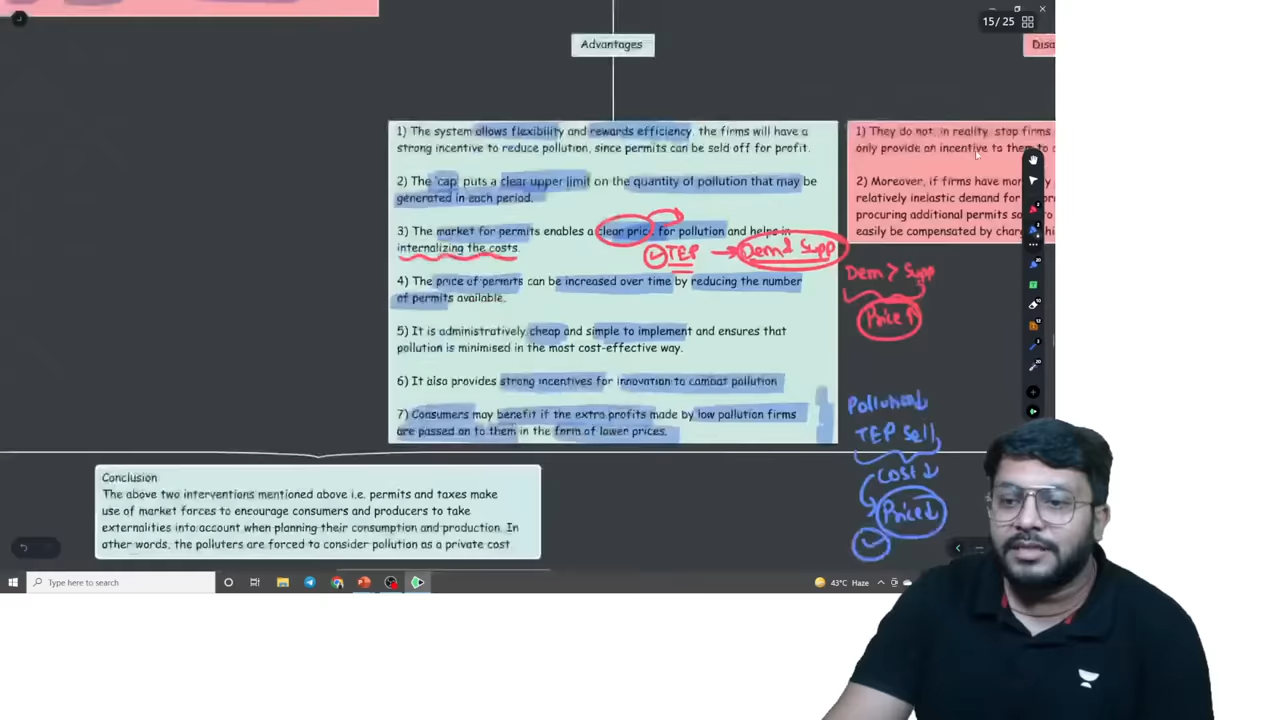 15 / 25
Advantages
1) The system allows flexibility and rewards efficiency. the firms will have a
strong incentive to reduce pollution, since permits can be sold off for profit.
2) The 'cap' puts a clear upper limit on the quantity of pollution that may be
generated in each period.
3) The market for permits enables a clear price for pollution and helps in
internalizing the costs.
TEP → Demd Supp
4) The price of permits can be increased over time by reducing the number
of permits available.
5) It is administratively cheap and simple to implement and ensures that
pollution is minimised in the most cost-effective way.
6) It also provides strong incentives for innovation to combat pollution
7) Consumers may benefit if the extra profits made by low pollution firms
are passed on to them in the form of lower prices.
1) They do not, in reality, stop firms
only provide an incentive to them to
2) Moreover, if firms have
relatively inelastic demand for
procuring additional permits
easily be compensated by
Dem > Supp
Price ↑
Pollution↓
TEP Sell
Cost ↓
Price↓
Conclusion
The above two interventions mentioned above i.e. permits and taxes make
use of market forces to encourage consumers and producers to take
externalities into account when planning their consumption and production. In
other words, the polluters are forced to consider pollution as a private cost
Type here to search
43°C Haze